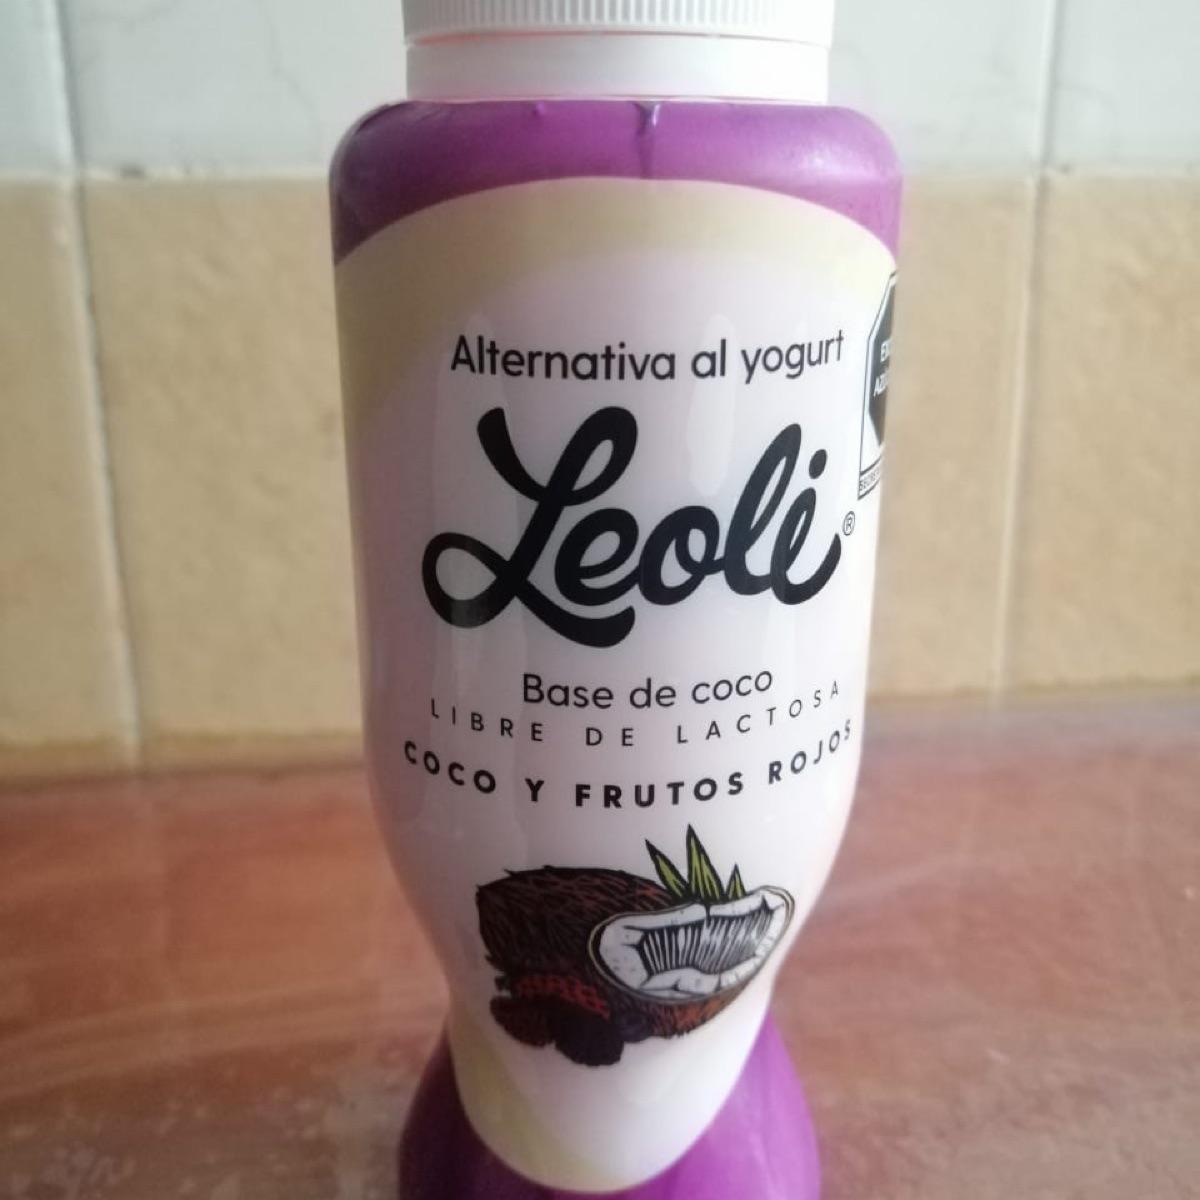 Alternativa al yogurt
Leoli®
Base de coco
LIBRE DE LACTOSA
COCO Y FRUTOS ROJOS